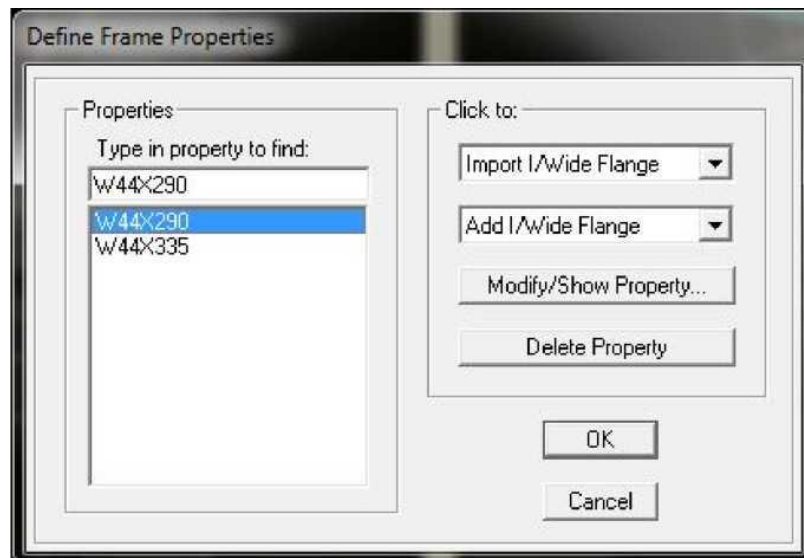 Define Frame Properties
Properties
Type in property to find:
W44X290
W44X290
W44X335
Click to:
Import I/Wide Flange
Add I/Wide Flange
Modify/Show Property...
Delete Property
OK
Cancel